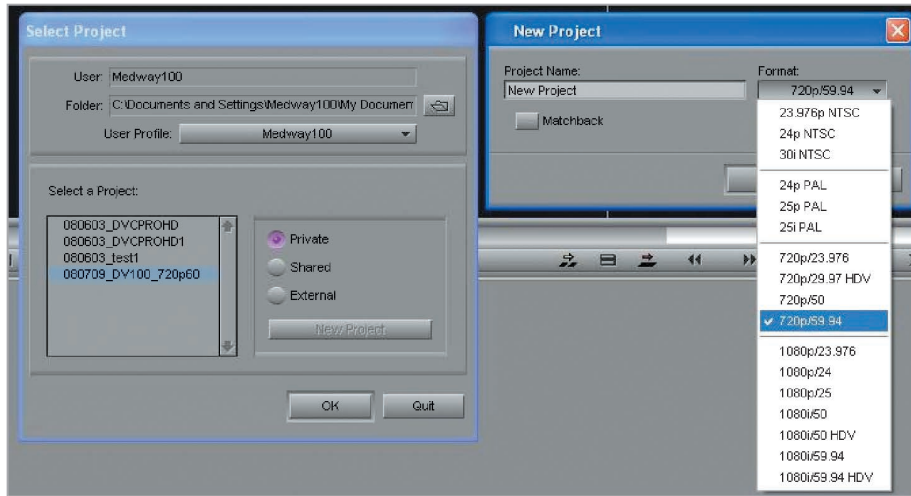 Select Project
User: Medway100
Folder: C:\Documents and Settings\Medway100\My Documen
User Profile: Medway100
Select a Project:
080603_DVCPROHD
080603_DVCPROHD1
080603_test1
080709_DV100_720p60
Private
Shared
External
New Project
OK
Quit
New Project
Project Name:
New Project
Matchback
Format:
720p/59.94
23.976p NTSC
24p NTSC
30i NTSC
24p PAL
25p PAL
25i PAL
720p/23.976
720p/29.97 HDV
720p/50
720p/59.94
1080p/23.976
1080p/24
1080p/25
1080i/50
1080i/50 HDV
1080i/59.94
1080i/59.94 HDV